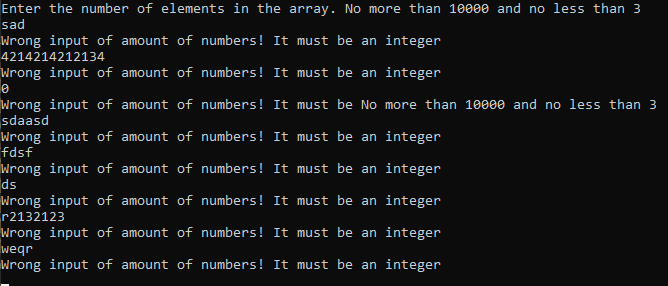 Enter the number of elements in the array. No more than 10000 and no less than 3
sad
Wrong input of amount of numbers! It must be an integer
4214214212134
Wrong input of amount of numbers! It must be an integer
0
Wrong input of amount of numbers! It must be No more than 10000 and no less than 3
sdaasd
Wrong input of amount of numbers! It must be an integer
fdsf
Wrong input of amount of numbers! It must be an integer
ds
Wrong input of amount of numbers! It must be an integer
r2132123
Wrong input of amount of numbers! It must be an integer
weqr
Wrong input of amount of numbers! It must be an integer